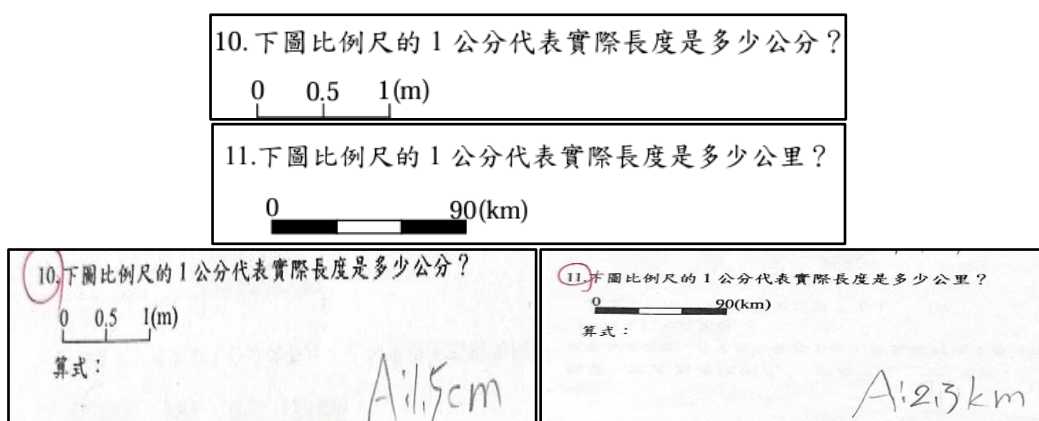 10.下圖比例尺的 1 公分代表實際長度是多少公分？
0 0.5 1(m)
11.下圖比例尺的 1 公分代表實際長度是多少公里？
0 90(km)
10.下圖比例尺的 1 公分代表實際長度是多少公分？
0 0.5 1(m)
算式：
A:1.5cm
11.下圖比例尺的 1 公分代表實際長度是多少公里？
0 90(km)
算式：
A:2.3km